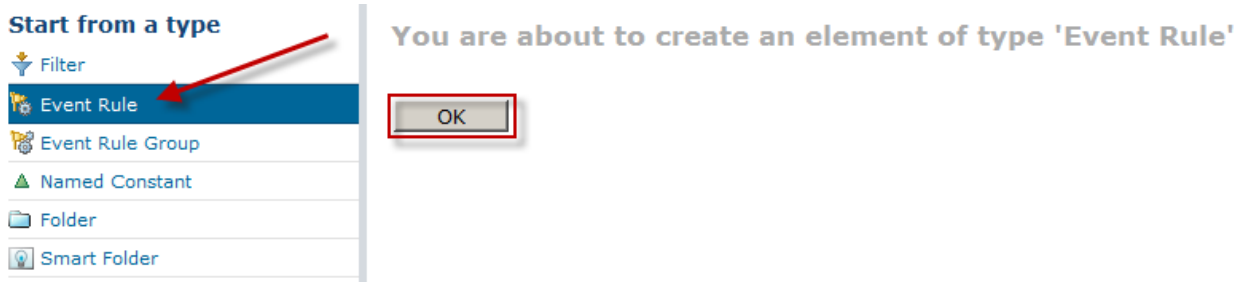 Start from a type
Filter
Event Rule
Event Rule Group
Named Constant
Folder
Smart Folder
You are about to create an element of type 'Event Rule'
OK